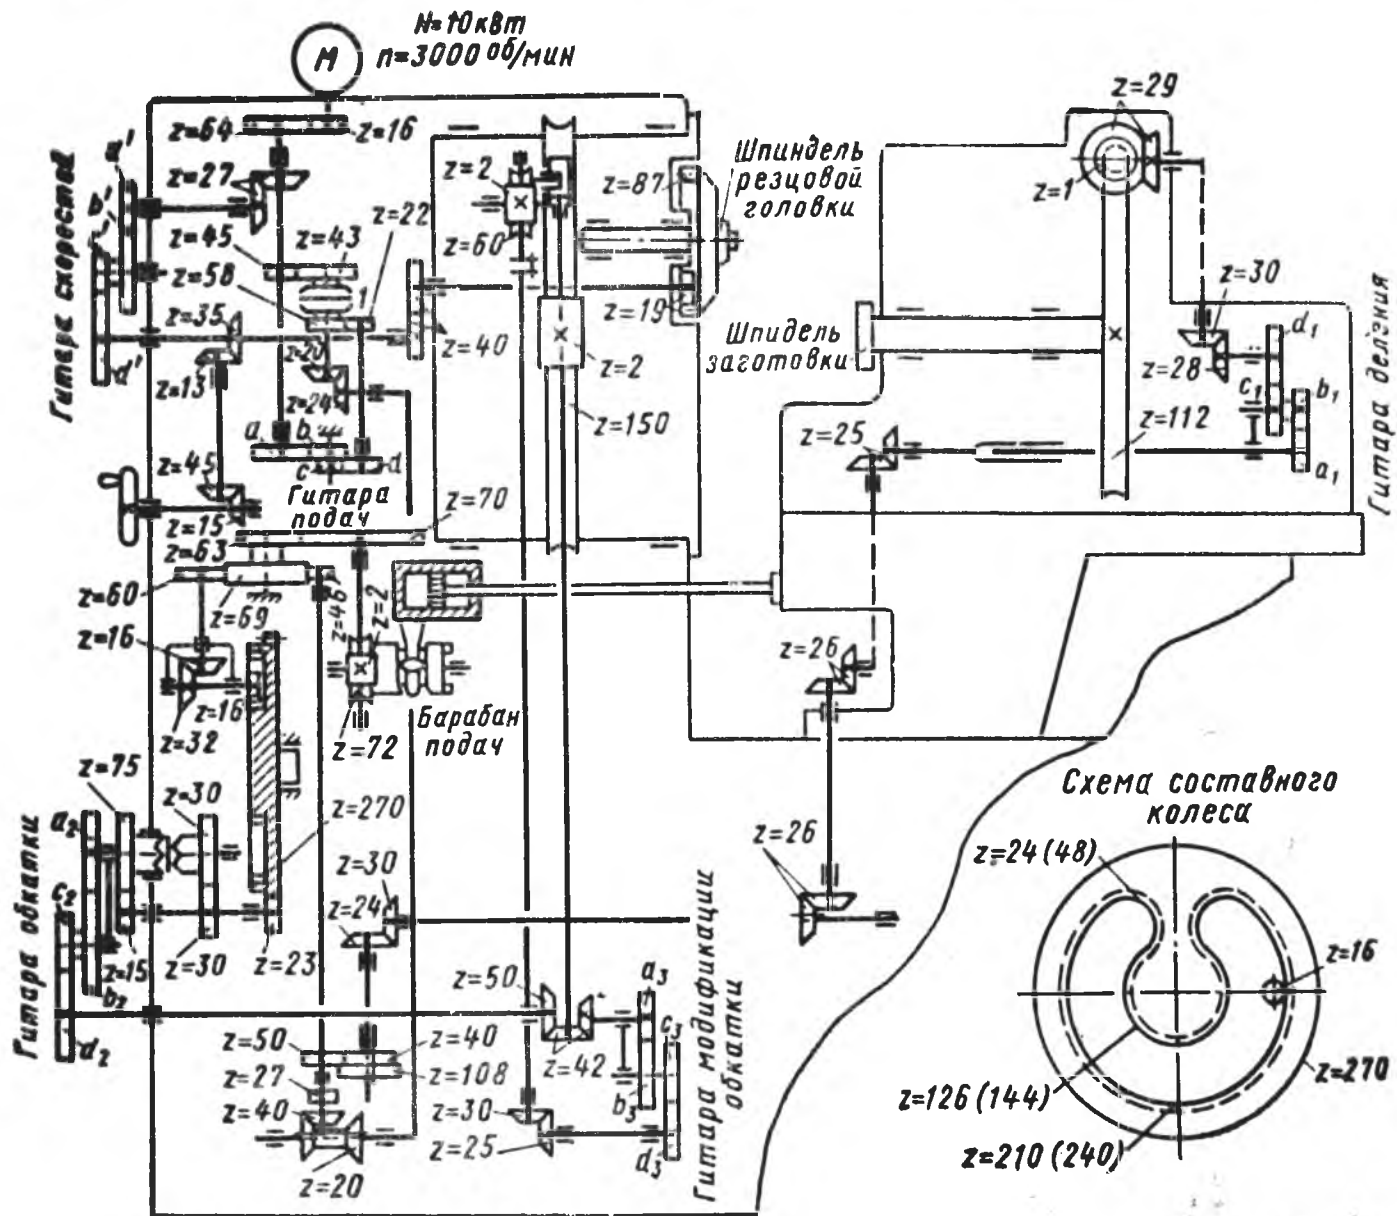 N=10квт
n=3000 об/мин
М
z=64
z=16
a'
z=27
b'
Гитара скоростей
z=45
z=43
z=22
z=58
1
z=35
d'
z=13
z=20
z=24
a
b
c
d
z=45
Гитара
подач
z=15
z=70
z=63
z=2
z=60
z=87
Шпиндель
резцовой
головки
z=19
z=40
z=2
z=150
Шпидель
заготовки
z=29
z=1
z=30
d₁
z=28
c₁
b₁
z=112
a₁
z=25
Гитара деления
z=60
z=69
z=46
z=2
z=16
z=16
z=32
z=72
Барабан
подач
z=26
z=75
z=30
z=270
a₂
c₂
Гитара обкатки
z=15
b₂
z=30
z=23
d₂
z=30
z=24
z=50
a₃
c₃
z=42
b₃
d₃
Гитара модификации
обкатки
z=50
z=40
z=27
z=108
z=40
z=20
z=30
z=25
z=26
Схема составного
колеса
z=24(48)
z=16
z=270
z=126(144)
z=210(240)